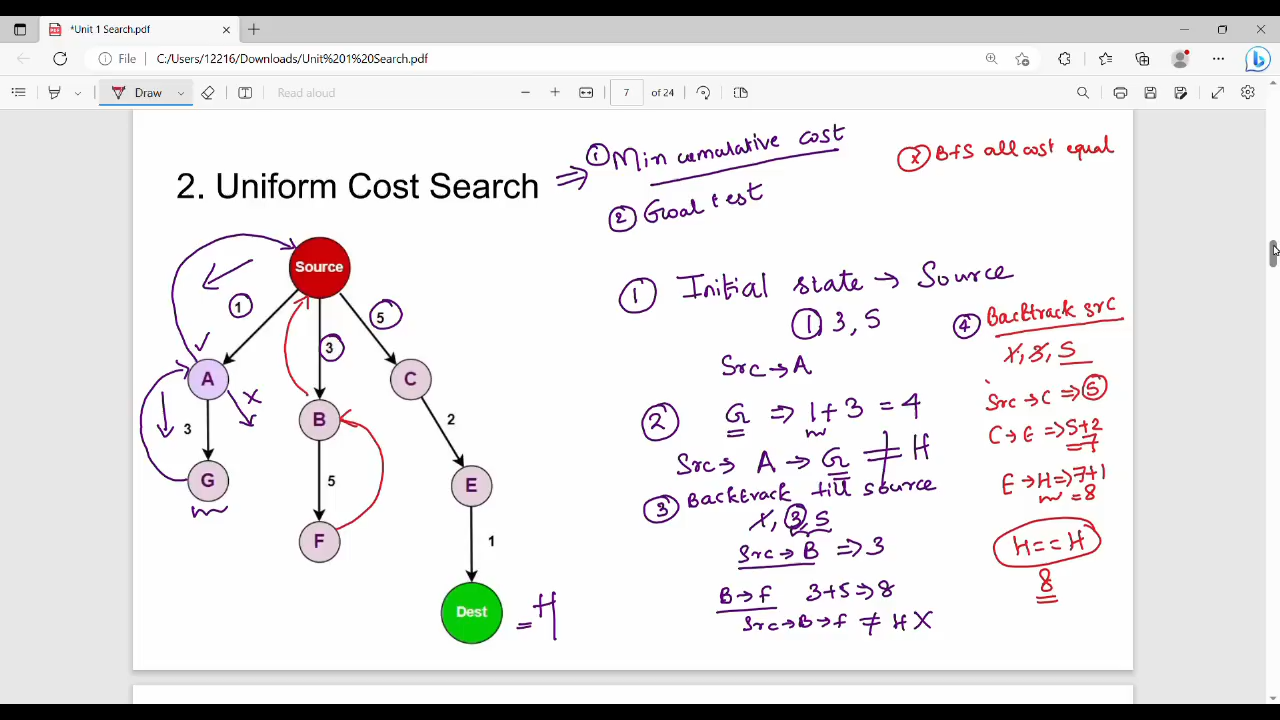 *Unit 1 Search.pdf
File C:/Users/12216/Downloads/Unit%201%20Search.pdf
Draw
Read aloud
7 of 24
2. Uniform Cost Search
⇒ ① Min cumulative cost
② Goal test
BFS all cost equal
Source
1
3
5
A
B
C
3
5
2
G
F
E
1
Dest = H
① Initial state → Source
1, 3, 5
Src → A
② G ⇒ 1+3 = 4
Src → A → G ≠ H
③ Backtrack till source
1, 3, 5
Src → B ⇒ 3
B → f 3+5 ⇒ 8
Src → B → f ≠ H X
④ Backtrack src
1, 3, 5
Src → C ⇒ 5
C → E ⇒ 5+2
= 7
E → H ⇒ 7+1
= 8
H == H
8